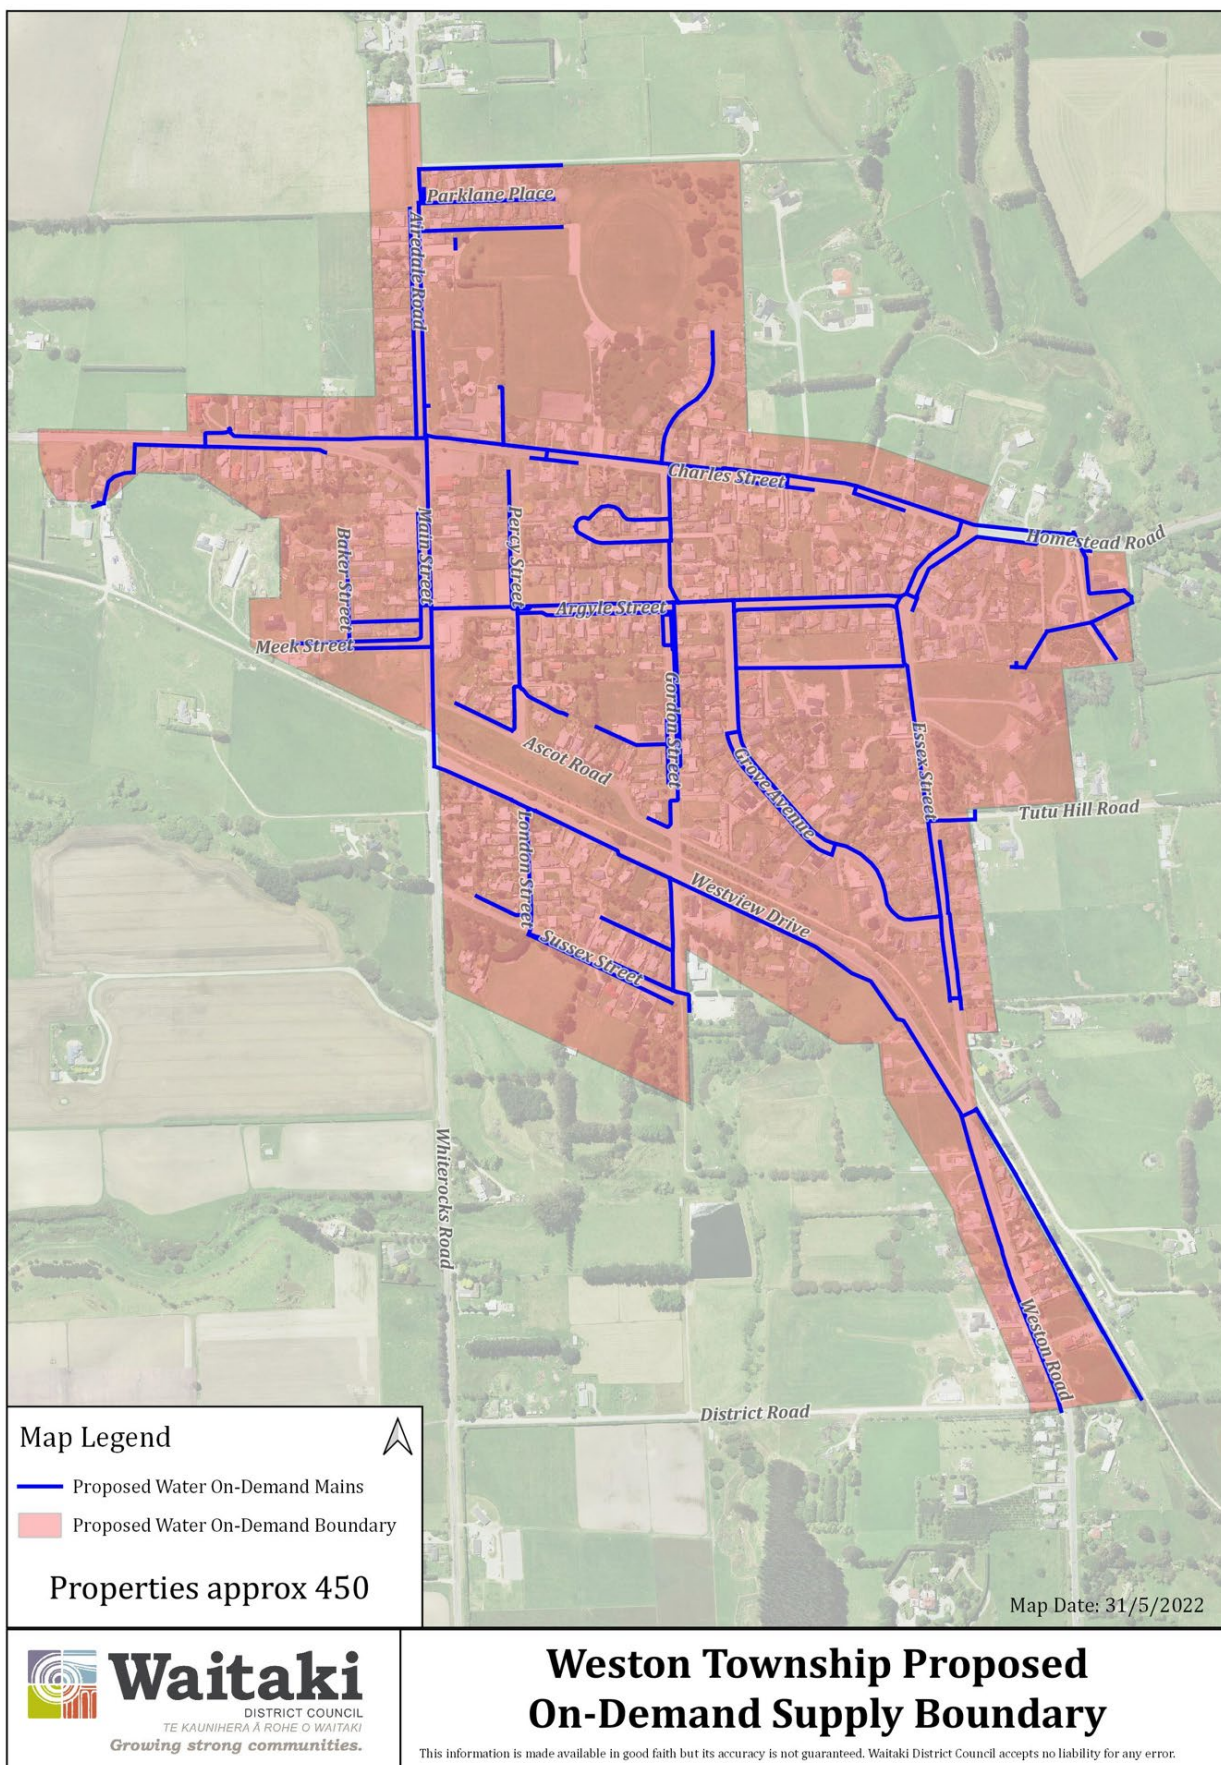 Parklane Place
Airedale Road
Charles Street
Homestead Road
Main Street
Percy Street
Baker Street
Argyle Street
Meek Street
Gordon Street
Ascot Road
Grove Avenue
Essex Street
Tutu Hill Road
London Street
Westview Drive
Sussex Street
Whiterocks Road
Weston Road
District Road
Map Legend
Proposed Water On-Demand Mains
Proposed Water On-Demand Boundary
Properties approx 450
Map Date: 31/5/2022
Waitaki
DISTRICT COUNCIL
TE KAUNIHERA Ā ROHE O WAITAKI
Growing strong communities.
Weston Township Proposed
On-Demand Supply Boundary
This information is made available in good faith but its accuracy is not guaranteed. Waitaki District Council accepts no liability for any error.